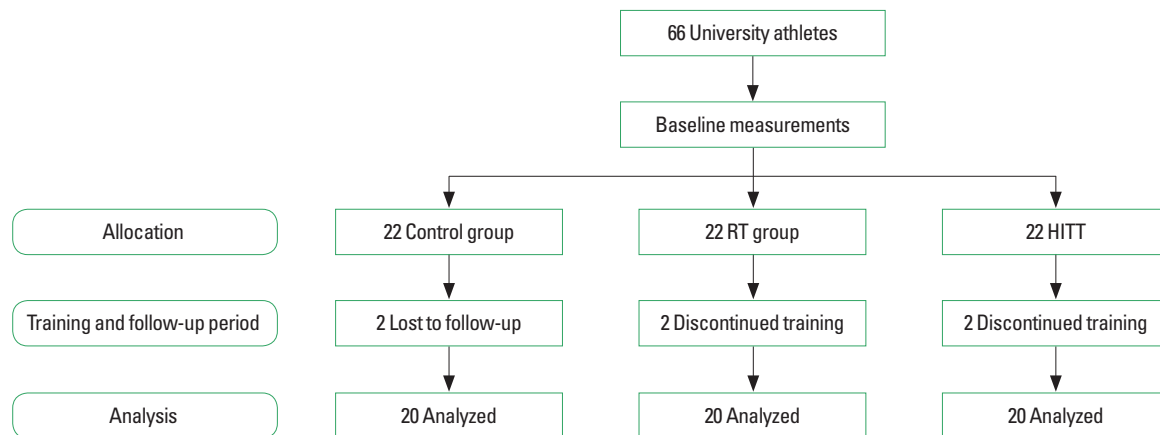 66 University athletes
Baseline measurements
Allocation
22 Control group
22 RT group
22 HITT
Training and follow-up period
2 Lost to follow-up
2 Discontinued training
2 Discontinued training
Analysis
20 Analyzed
20 Analyzed
20 Analyzed